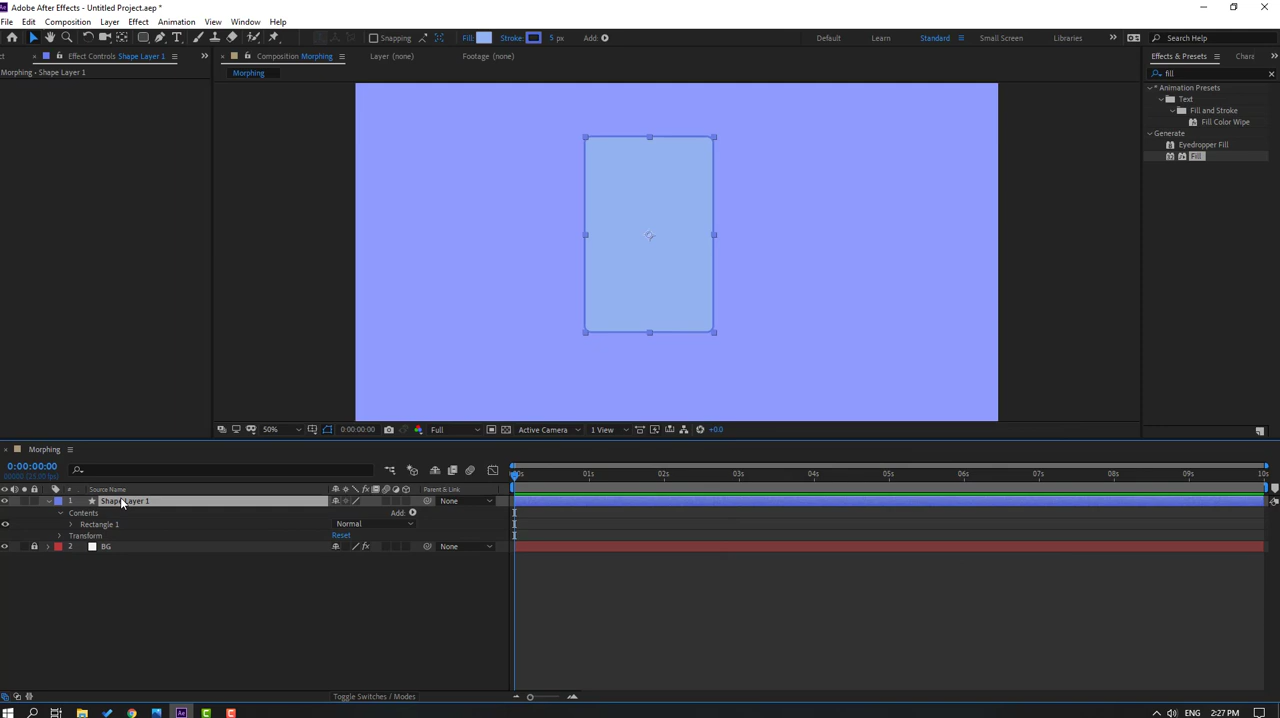 Adobe After Effects - Untitled Project.aep *
File Edit Composition Layer Effect Animation View Window Help
Snapping Fill: Stroke: 5 px Add: Default Learn Standard Small Screen Libraries Search Help
Effect Controls Shape Layer 1 Composition Morphing Layer (none) Footage (none) Effects & Presets
Morphing • Shape Layer 1
Morphing
fill
* Animation Presets
Text
Fill and Stroke
Fill Color Wipe
Generate
Eyedropper Fill
Fill
50% 0:00:00:00 Full Active Camera 1 View +0.0
Morphing
0:00:00:00
01s 02s 03s 04s 05s 06s 07s 08s 09s 10s
# Source Name Parent & Link
1 Shape Layer 1 None
Contents Add:
Rectangle 1 Normal
Transform Reset
2 BG None
Toggle Switches / Modes
ENG 2:27 PM